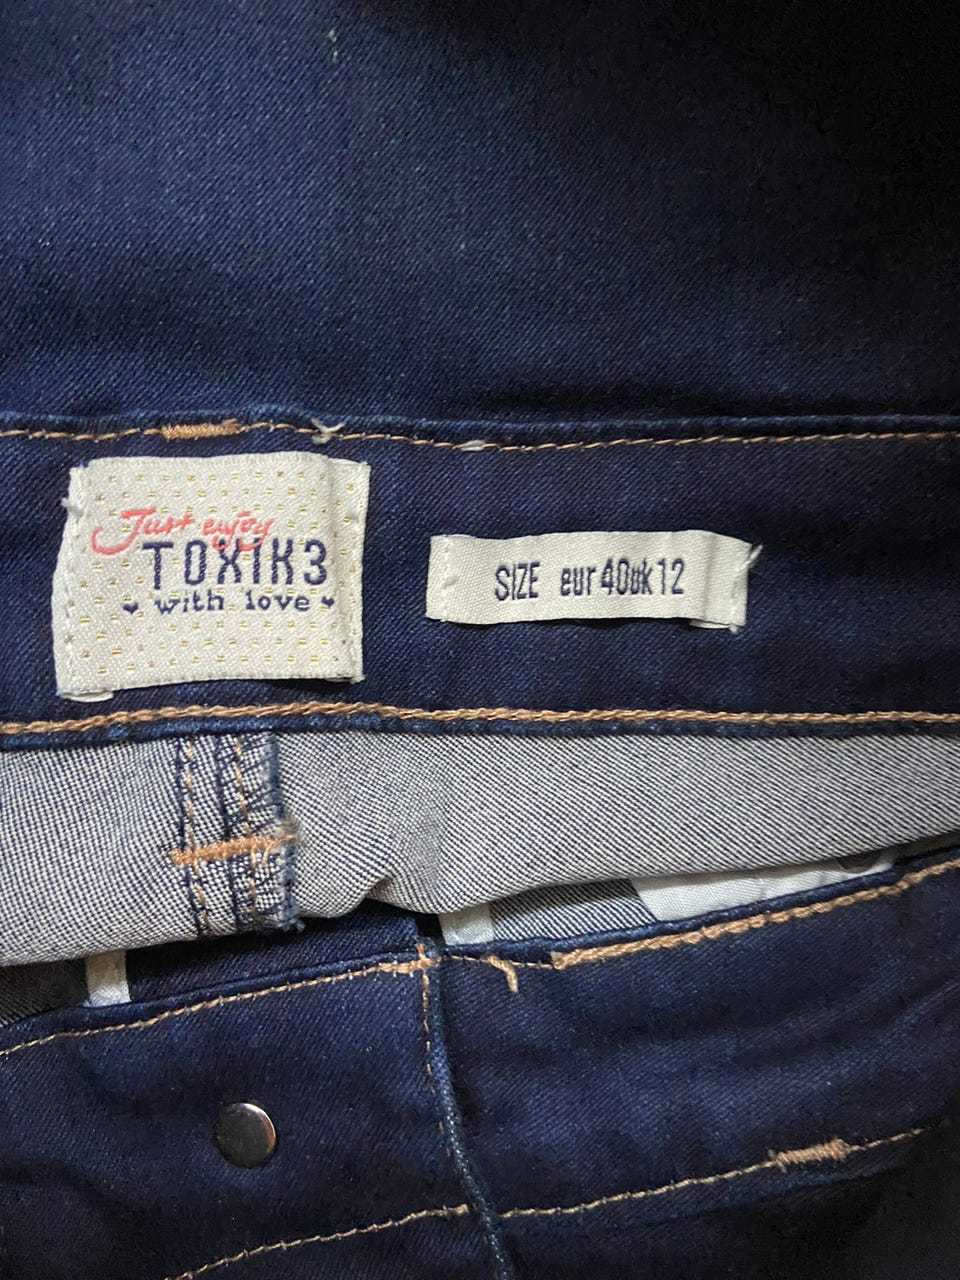 Just enjoy
TOXIK3
with love
SIZE eur 40uk 12